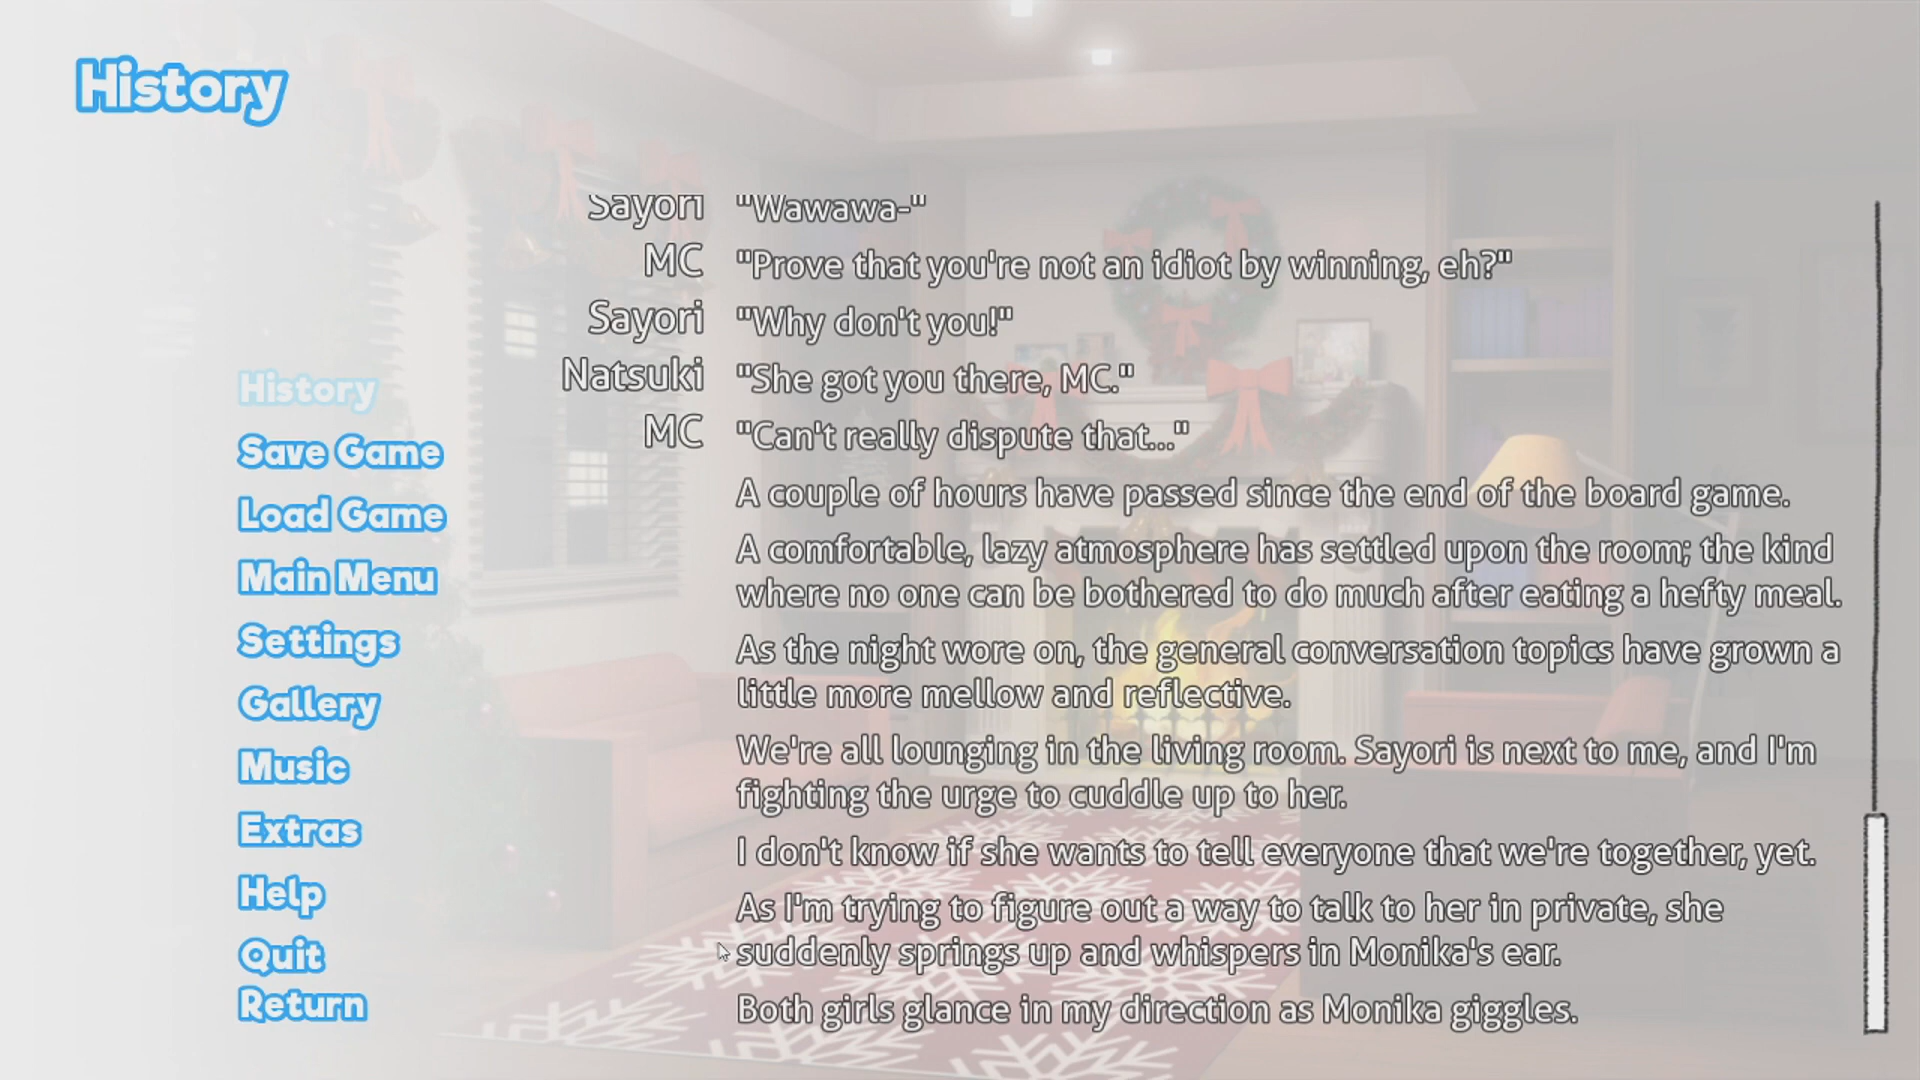 History
Sayori "Wawawa-"
MC "Prove that you're not an idiot by winning, eh?"
Sayori "Why don't you!"
Natsuki "She got you there, MC."
MC "Can't really dispute that..."
A couple of hours have passed since the end of the board game.
A comfortable, lazy atmosphere has settled upon the room; the kind
where no one can be bothered to do much after eating a hefty meal.
As the night wore on, the general conversation topics have grown a
little more mellow and reflective.
We're all lounging in the living room. Sayori is next to me, and I'm
fighting the urge to cuddle up to her.
I don't know if she wants to tell everyone that we're together, yet.
As I'm trying to figure out a way to talk to her in private, she
suddenly springs up and whispers in Monika's ear.
Both girls glance in my direction as Monika giggles.
History
Save Game
Load Game
Main Menu
Settings
Gallery
Music
Extras
Help
Quit
Return